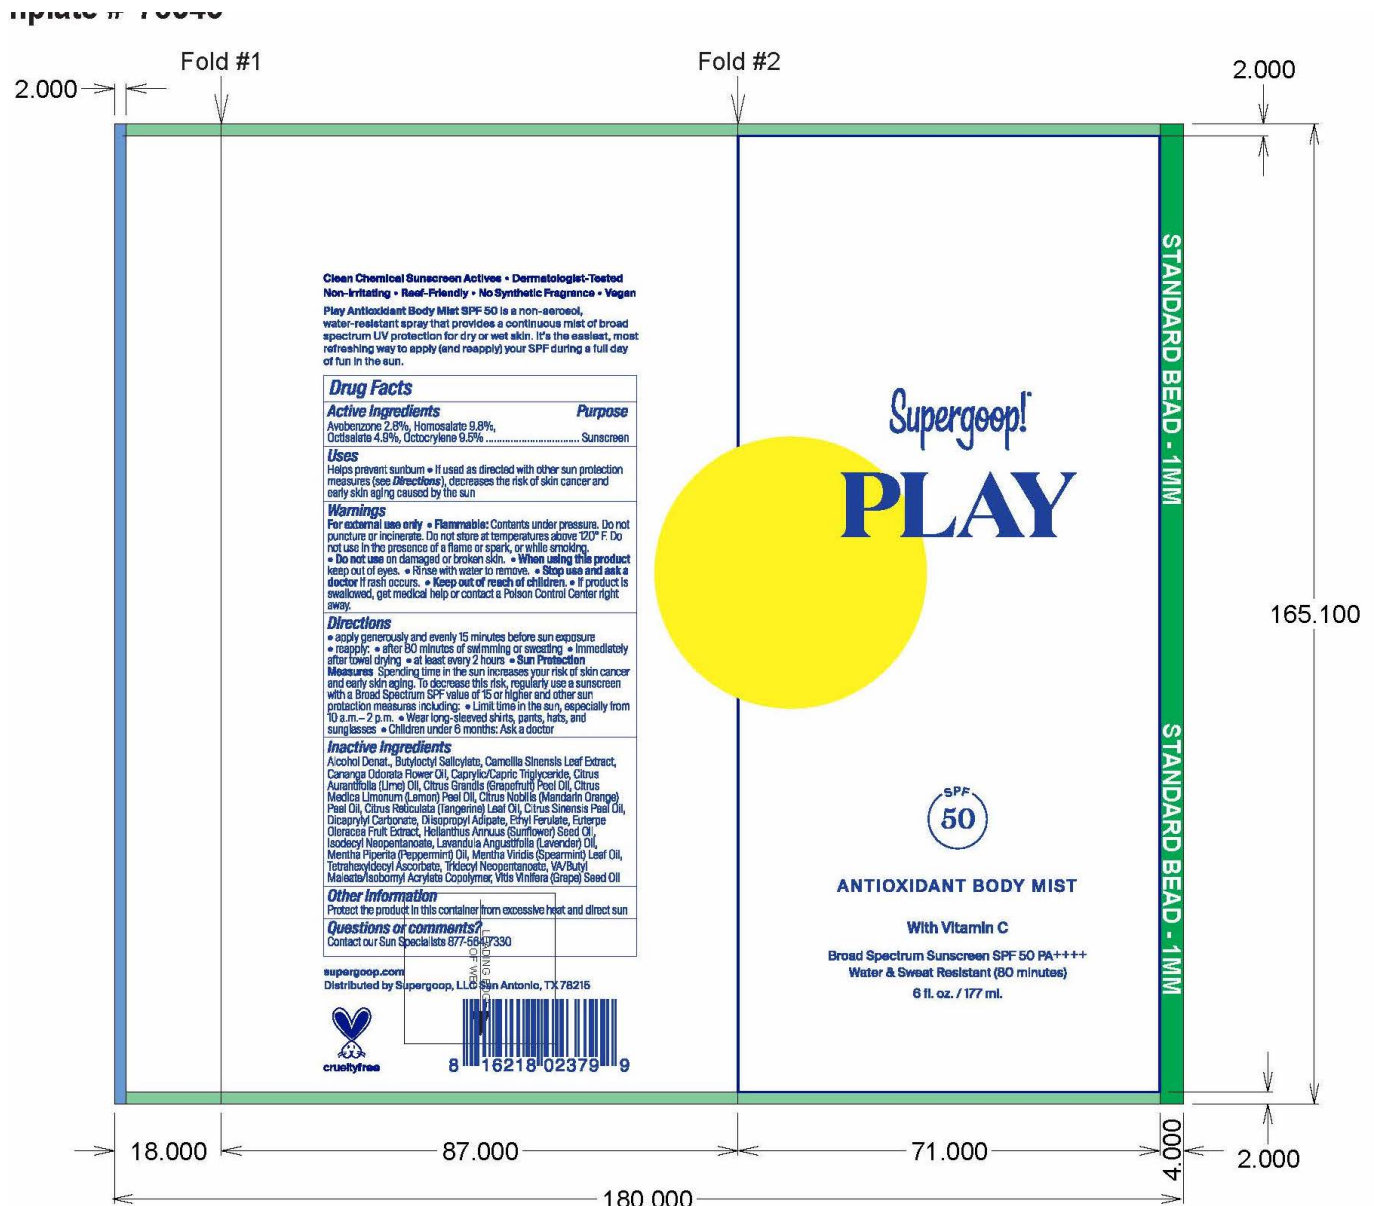 Fold #1
Fold #2
2.000
2.000
Clean Chemical Sunscreen Actives • Dermatologist-Tested
Non-Irritating • Reef-Friendly • No Synthetic Fragrance • Vegan
Play Antioxidant Body Mist SPF 50 is a non-aerosol,
water-resistant spray that provides a continuous mist of broad
spectrum UV protection for dry or wet skin. It's the easiest, most
refreshing way to apply (and reapply) your SPF during a full day
of fun in the sun.
Drug Facts
Active Ingredients Purpose
Avobenzone 2.8%, Homosalate 9.8%,
Octisalate 4.9%, Octocrylene 9.5% ................................ Sunscreen
Uses
Helps prevent sunburn • If used as directed with other sun protection
measures (see Directions), decreases the risk of skin cancer and
early skin aging caused by the sun
Warnings
For external use only • Flammable: Contents under pressure. Do not
puncture or incinerate. Do not store at temperatures above 120° F. Do
not use in the presence of a flame or spark, or while smoking.
• Do not use on damaged or broken skin. • When using this product
keep out of eyes. • Rinse with water to remove. • Stop use and ask a
doctor if rash occurs. • Keep out of reach of children. • If product is
swallowed, get medical help or contact a Poison Control Center right
away.
Directions
• apply generously and evenly 15 minutes before sun exposure
• reapply: • after 80 minutes of swimming or sweating • immediately
after towel drying • at least every 2 hours • Sun Protection
Measures Spending time in the sun increases your risk of skin cancer
and early skin aging. To decrease this risk, regularly use a sunscreen
with a Broad Spectrum SPF value of 15 or higher and other sun
protection measures including: • Limit time in the sun, especially from
10 a.m.– 2 p.m. • Wear long-sleeved shirts, pants, hats, and
sunglasses • Children under 6 months: Ask a doctor
Inactive Ingredients
Alcohol Denat., Butyloctyl Salicylate, Camellia Sinensis Leaf Extract,
Cananga Odorata Flower Oil, Caprylic/Capric Triglyceride, Citrus
Aurantifolia (Lime) Oil, Citrus Grandis (Grapefruit) Peel Oil, Citrus
Medica Limonum (Lemon) Peel Oil, Citrus Nobilis (Mandarin Orange)
Peel Oil, Citrus Reticulata (Tangerine) Leaf Oil, Citrus Sinensis Peel Oil,
Dicaprylyl Carbonate, Diisopropyl Adipate, Ethyl Ferulate, Euterpe
Oleracea Fruit Extract, Helianthus Annuus (Sunflower) Seed Oil,
Isodecyl Neopentanoate, Lavandula Angustifolia (Lavender) Oil,
Mentha Piperita (Peppermint) Oil, Mentha Viridis (Spearmint) Leaf Oil,
Tetrahexyldecyl Ascorbate, Tridecyl Neopentanoate, VA/Butyl
Maleate/Isobornyl Acrylate Copolymer, Vitis Vinifera (Grape) Seed Oil
Other Information
Protect the product in this container from excessive heat and direct sun
Questions or comments?
Contact our Sun Specialists 877-564-7330
supergoop.com
Distributed by Supergoop, LLC San Antonio, TX 78215
crueltyfree
8 16218 02379 9
Supergoop!
PLAY
SPF
50
ANTIOXIDANT BODY MIST
With Vitamin C
Broad Spectrum Sunscreen SPF 50 PA++++
Water & Sweat Resistant (80 minutes)
6 fl. oz. / 177 ml.
STANDARD BEAD - 1MM
STANDARD BEAD - 1MM
165.100
18.000
87.000
71.000
4.000
2.000
180.000